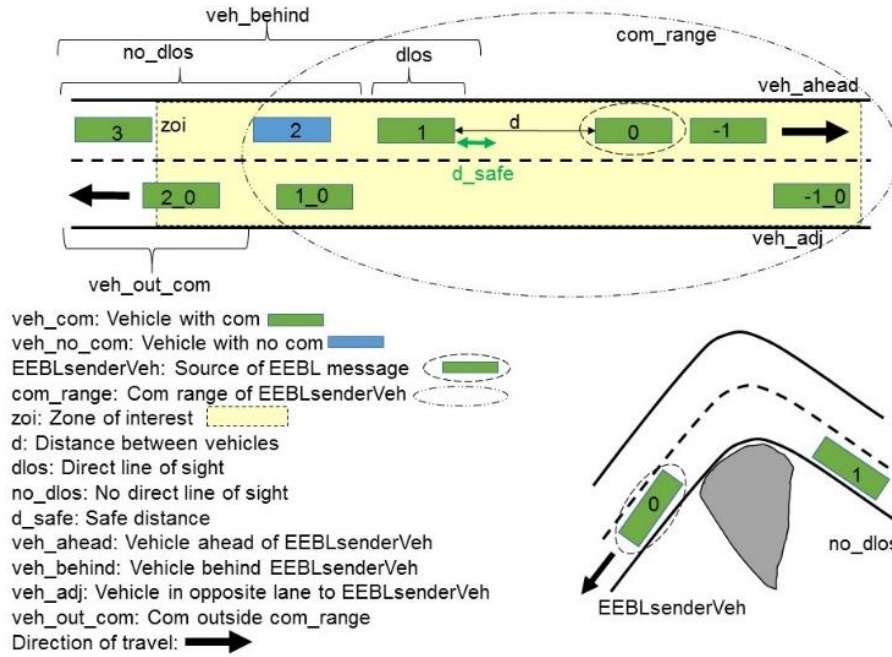 veh_behind
no_dlos
dlos
com_range
veh_ahead
3
zoi
2
1
d
0
-1
d_safe
2_0
1_0
-1_0
veh_adj
veh_out_com
veh_com: Vehicle with com
veh_no_com: Vehicle with no com
EEBLsenderVeh: Source of EEBL message
com_range: Com range of EEBLsenderVeh
zoi: Zone of interest
d: Distance between vehicles
dlos: Direct line of sight
no_dlos: No direct line of sight
d_safe: Safe distance
veh_ahead: Vehicle ahead of EEBLsenderVeh
veh_behind: Vehicle behind EEBLsenderVeh
veh_adj: Vehicle in opposite lane to EEBLsenderVeh
veh_out_com: Com outside com_range
Direction of travel:
1
0
no_dlos
EEBLsenderVeh